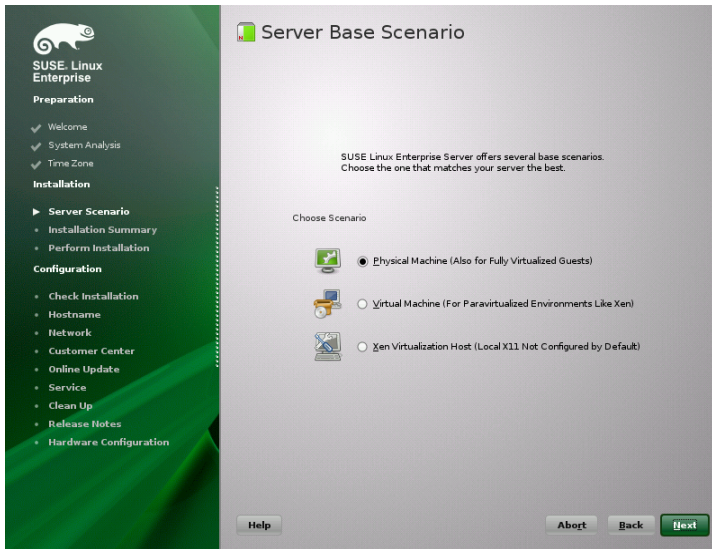 SUSE. Linux
Enterprise
Preparation
Welcome
System Analysis
Time Zone
Installation
Server Scenario
Installation Summary
Perform Installation
Configuration
Check Installation
Hostname
Network
Customer Center
Online Update
Service
Clean Up
Release Notes
Hardware Configuration
Server Base Scenario
SUSE Linux Enterprise Server offers several base scenarios.
Choose the one that matches your server the best.
Choose Scenario
Physical Machine (Also for Fully Virtualized Guests)
Virtual Machine (For Paravirtualized Environments Like Xen)
Xen Virtualization Host (Local X11 Not Configured by Default)
Help
Abort
Back
Next